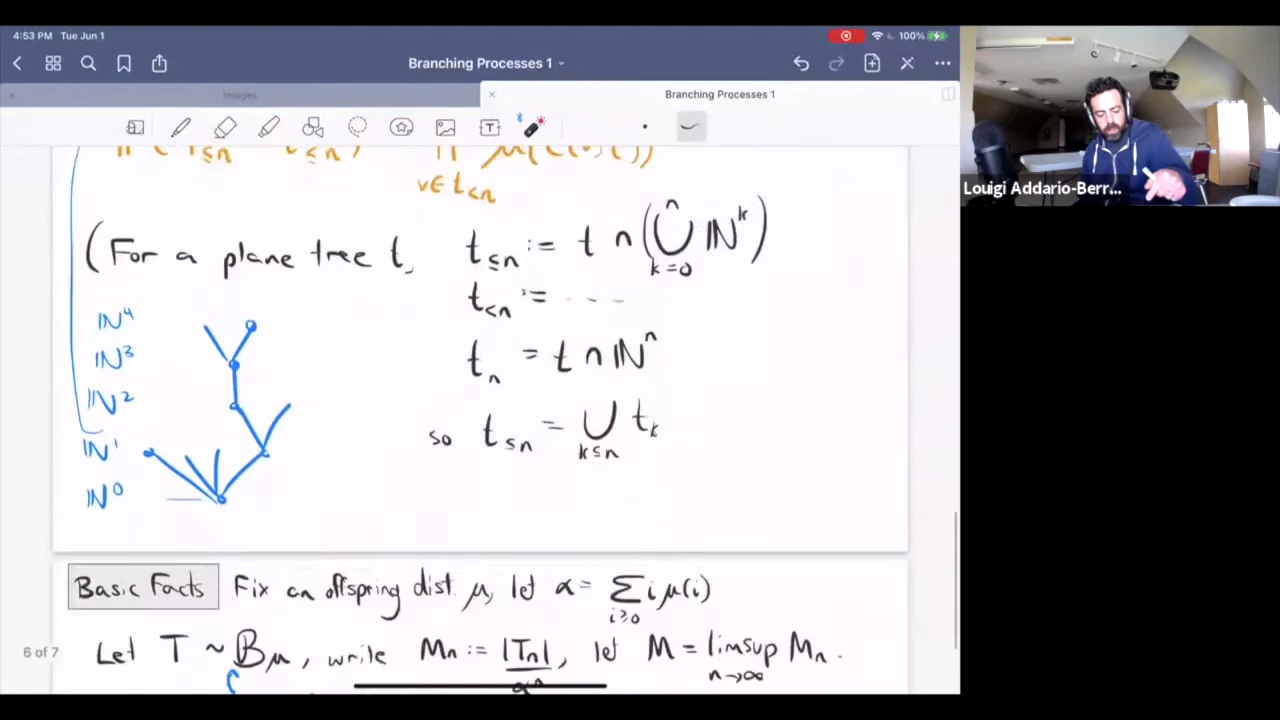 4:53 PM Tue Jun 1
100%
Branching Processes 1
Images
Branching Processes 1
Louigi Addario-Berr...
v∈t<n
(For a plane tree t, t≤n := t ∩ (⋃_{k=0}^{n} ℕ^k)
t<n := ....
t_n = t ∩ ℕ^n
so t≤n = ⋃_{k≤n} t_k
ℕ^4
ℕ^3
ℕ^2
ℕ^1
ℕ^0
Basic Facts Fix an offspring dist. μ, let α = Σ_{i≥0} i μ(i)
6 of 7
Let T ~ B_μ, write M_n := |T_n| / α^n, let M = limsup_{n→∞} M_n.